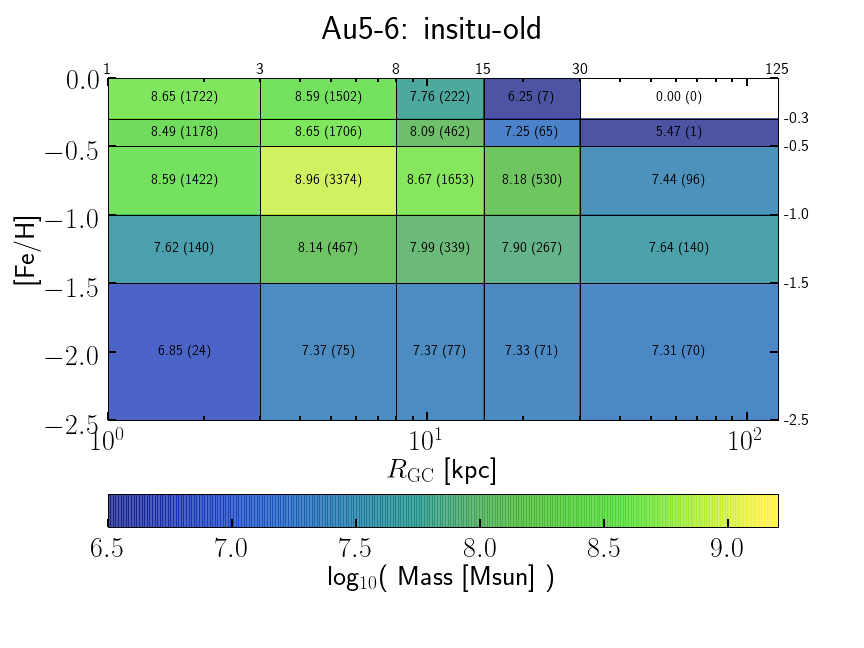 Au5-6: insitu-old
1 3 8 15 30 125
0.0 8.65 (1722) 8.59 (1502) 7.76 (222) 6.25 (7) 0.00 (0)
-0.3
8.49 (1178) 8.65 (1706) 8.09 (462) 7.25 (65) 5.47 (1)
−0.5 -0.5
8.59 (1422) 8.96 (3374) 8.67 (1653) 8.18 (530) 7.44 (96)
−1.0 -1.0
[Fe/H]
7.62 (140) 8.14 (467) 7.99 (339) 7.90 (267) 7.64 (140)
−1.5 -1.5
6.85 (24) 7.37 (75) 7.37 (77) 7.33 (71) 7.31 (70)
−2.0
−2.5 -2.5
10⁰ 10¹ 10²
R_GC [kpc]
6.5 7.0 7.5 8.0 8.5 9.0
log₁₀( Mass [Msun] )